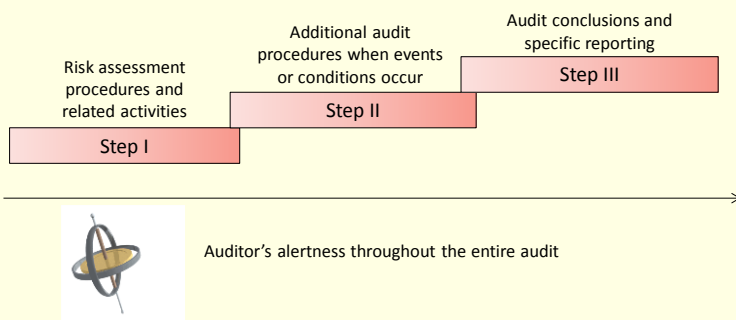 Risk assessment
procedures and
related activities
Step I
Additional audit
procedures when events
or conditions occur
Step II
Audit conclusions and
specific reporting
Step III
Auditor's alertness throughout the entire audit